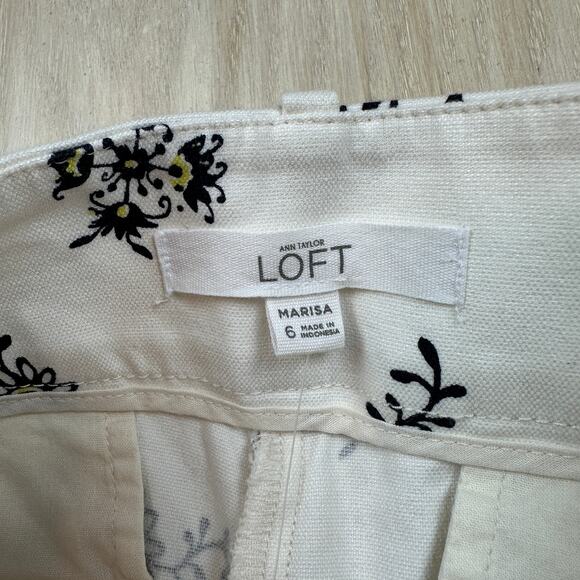 ANN TAYLOR
LOFT
MARISA
6 MADE IN
INDONESIA